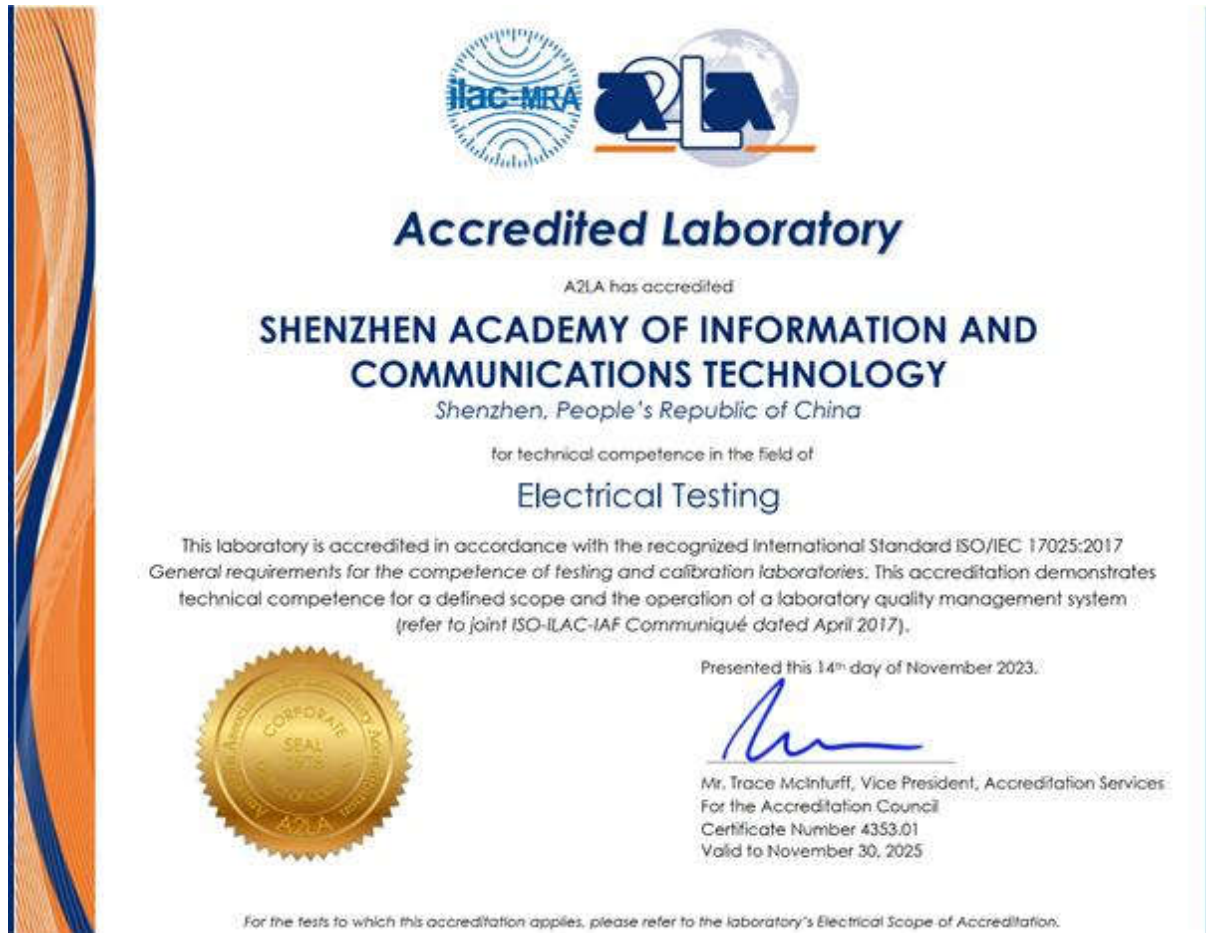 ilac-MRA
A2LA
Accredited Laboratory
A2LA has accredited
SHENZHEN ACADEMY OF INFORMATION AND
COMMUNICATIONS TECHNOLOGY
Shenzhen, People's Republic of China
for technical competence in the field of
Electrical Testing
This laboratory is accredited in accordance with the recognized International Standard ISO/IEC 17025:2017
General requirements for the competence of testing and calibration laboratories. This accreditation demonstrates
technical competence for a defined scope and the operation of a laboratory quality management system
(refer to joint ISO-ILAC-IAF Communiqué dated April 2017).
Presented this 14th day of November 2023.
Mr. Trace McInturff, Vice President, Accreditation Services
For the Accreditation Council
Certificate Number 4353.01
Valid to November 30, 2025
CORPORATE
SEAL
1978
A2LA
For the tests to which this accreditation applies, please refer to the laboratory's Electrical Scope of Accreditation.